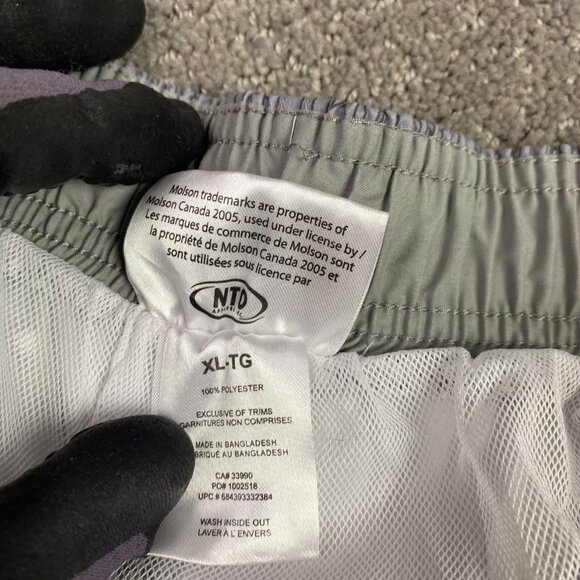 Molson trademarks are properties of
Molson Canada 2005, used under license by /
Les marques de commerce de Molson sont
la propriété de Molson Canada 2005 et
sont utilisées sous licence par
NTD
APPAREL
XL-TG
100% POLYESTER
EXCLUSIVE OF TRIMS
GARNITURES NON COMPRISES
MADE IN BANGLADESH
BRIQUÉ AU BANGLADESH
CA# 33990
PO# 1002518
UPC # 684393332384
WASH INSIDE OUT
LAVER À L'ENVERS